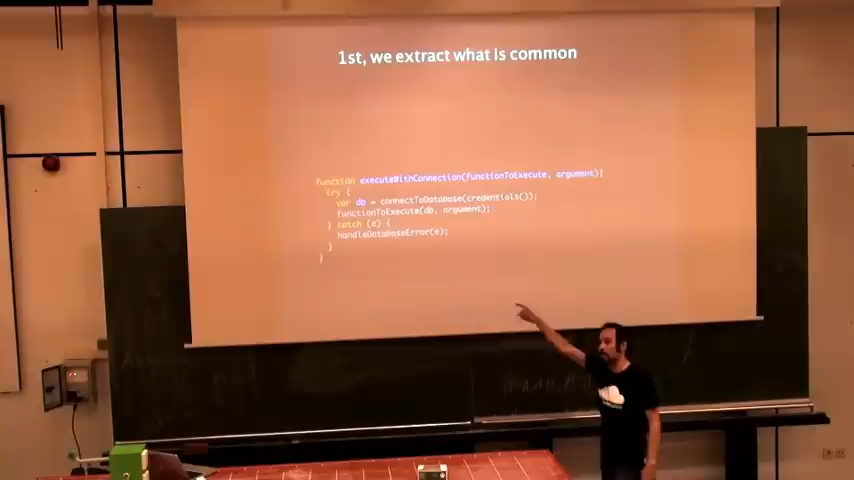 1st, we extract what is common
function executeWithConnection(functionToExecute, argument){
try {
var db = connectToDatabase(credentials());
functionToExecute(db, argument);
} catch (e) {
handleDatabaseError(e);
}
}